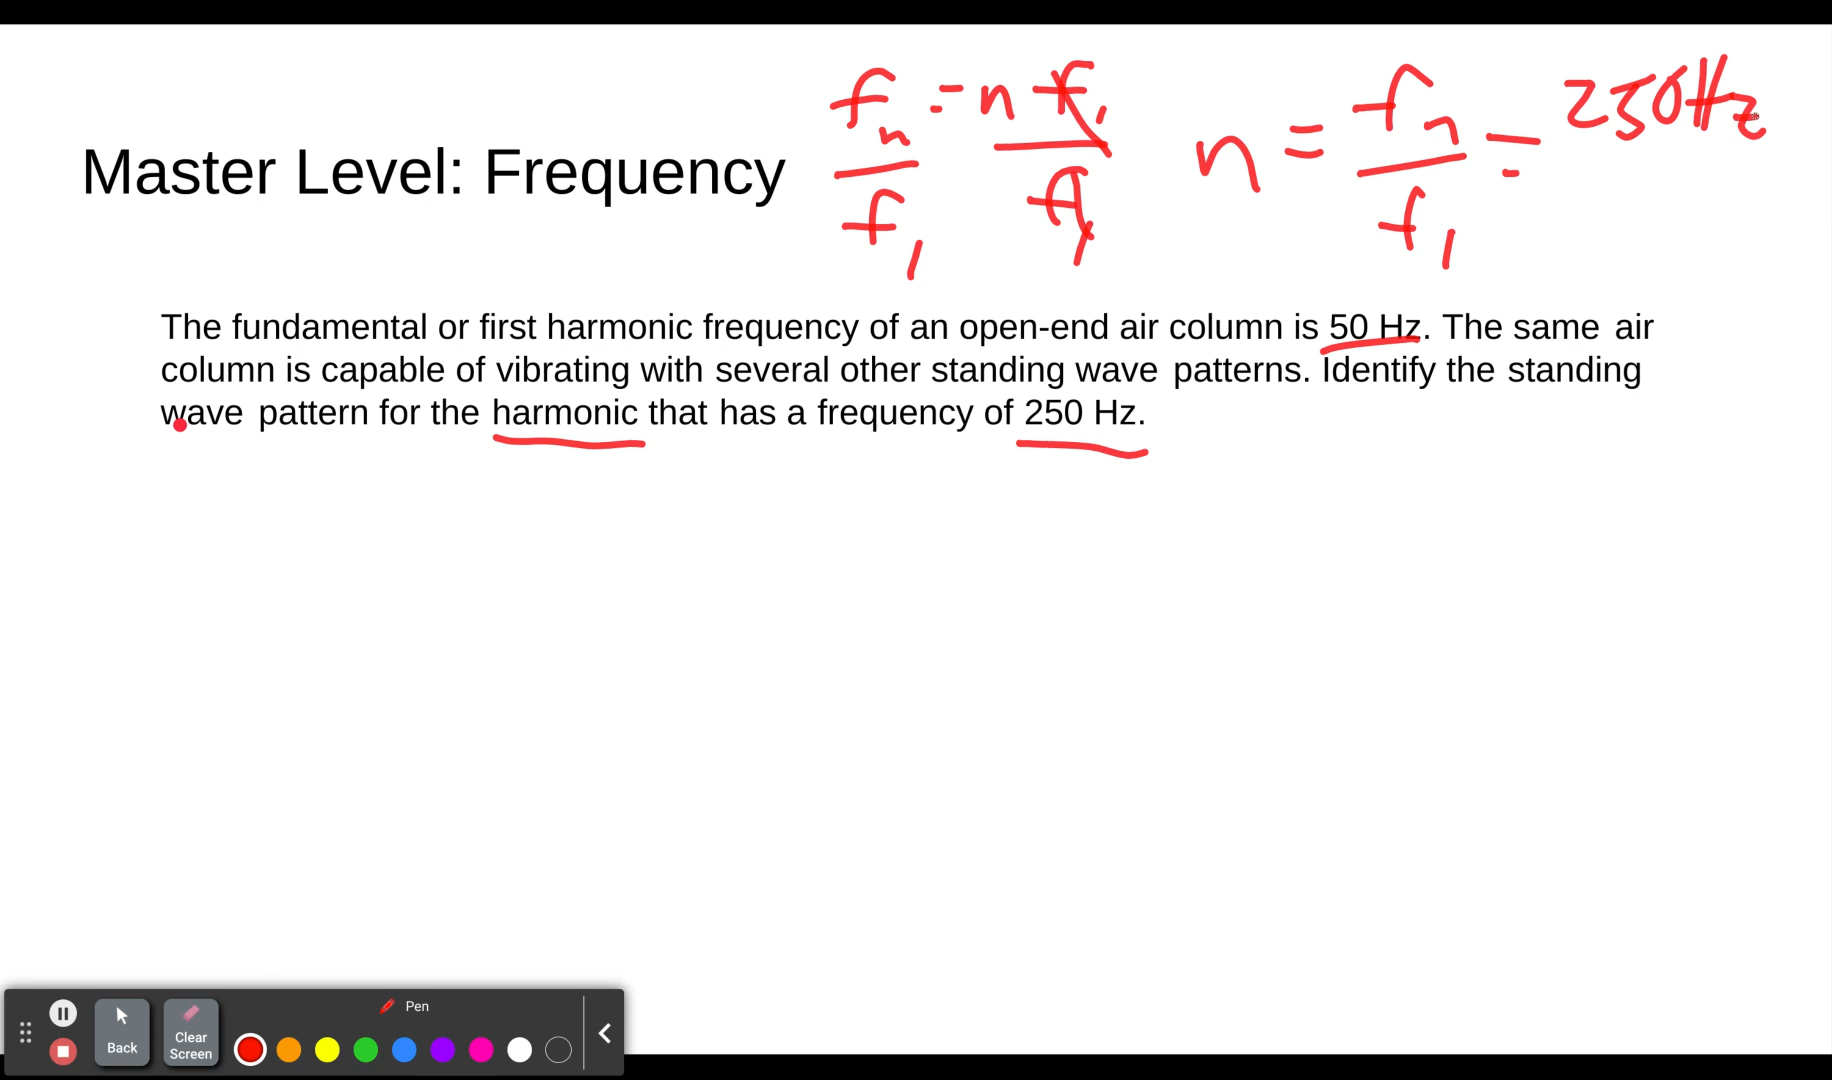 fn = n f1
f1 f1
n = fn = 250Hz
f1
Master Level: Frequency
The fundamental or first harmonic frequency of an open-end air column is 50 Hz. The same air
column is capable of vibrating with several other standing wave patterns. Identify the standing
wave pattern for the harmonic that has a frequency of 250 Hz.
Pen
Back
Clear
Screen